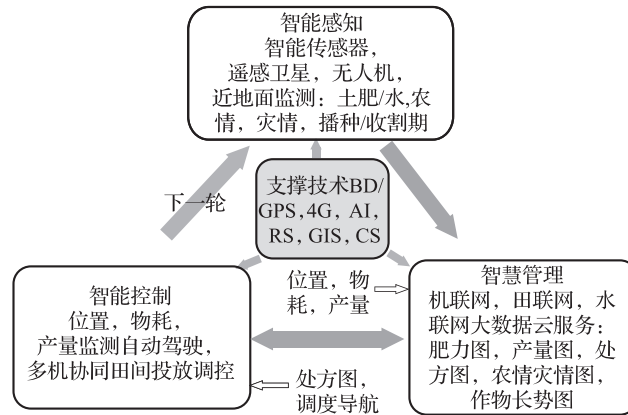 智能感知
智能传感器，
遥感卫星，无人机，
近地面监测：土肥/水,农
情，灾情，播种/收割期
下一轮
支撑技术BD/
GPS,4G，AI，
RS，GIS，CS
位置，物
耗，产量
智能控制
位置，物耗，
产量监测自动驾驶，
多机协同田间投放调控
智慧管理
机联网，田联网，水
联网大数据云服务：
肥力图，产量图，处
方图，农情灾情图，
作物长势图
处方图，
调度导航